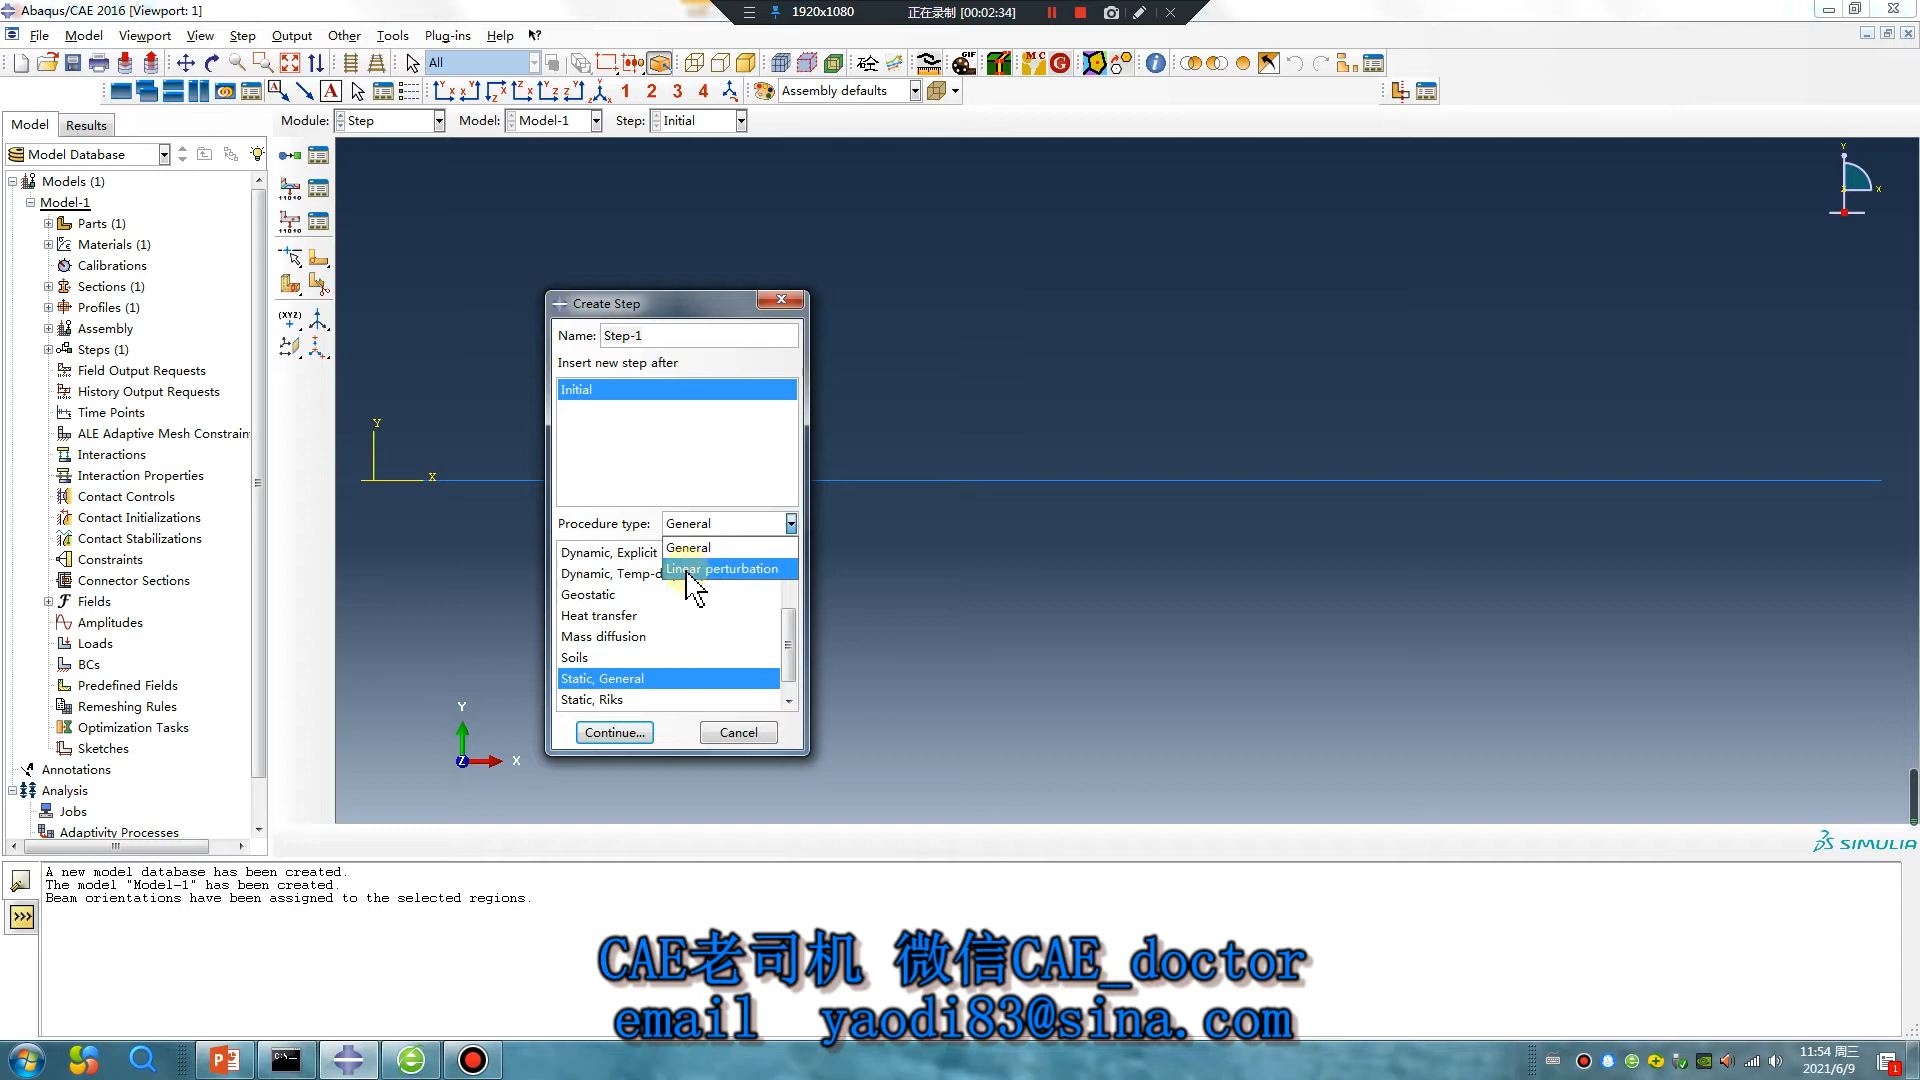 Abaqus/CAE 2016 [Viewport: 1]
1920x1080
正在录制 [00:02:34]
File
Model
Viewport
View
Step
Output
Other
Tools
Plug-ins
Help
All
1
2
3
4
Assembly defaults
Model
Results
Module:
Step
Model:
Model-1
Step:
Initial
Model Database
Models (1)
Model-1
Parts (1)
Materials (1)
Calibrations
Sections (1)
Profiles (1)
Assembly
Steps (1)
Field Output Requests
History Output Requests
Time Points
ALE Adaptive Mesh Constrain
Interactions
Interaction Properties
Contact Controls
Contact Initializations
Contact Stabilizations
Constraints
Connector Sections
Fields
Amplitudes
Loads
BCs
Predefined Fields
Remeshing Rules
Optimization Tasks
Sketches
Annotations
Analysis
Jobs
Adaptivity Processes
Create Step
Name: Step-1
Insert new step after
Initial
Procedure type: General
General
Linear perturbation
Dynamic, Explicit
Dynamic, Temp-d
Geostatic
Heat transfer
Mass diffusion
Soils
Static, General
Static, Riks
Continue...
Cancel
Y
X
Y
X
Z
Y
X
SIMULIA
A new model database has been created.
The model "Model-1" has been created.
Beam orientations have been assigned to the selected regions.
CAE老司机 微信CAE_doctor
email yaodi83@sina.com
11:54 周三
2021/6/9